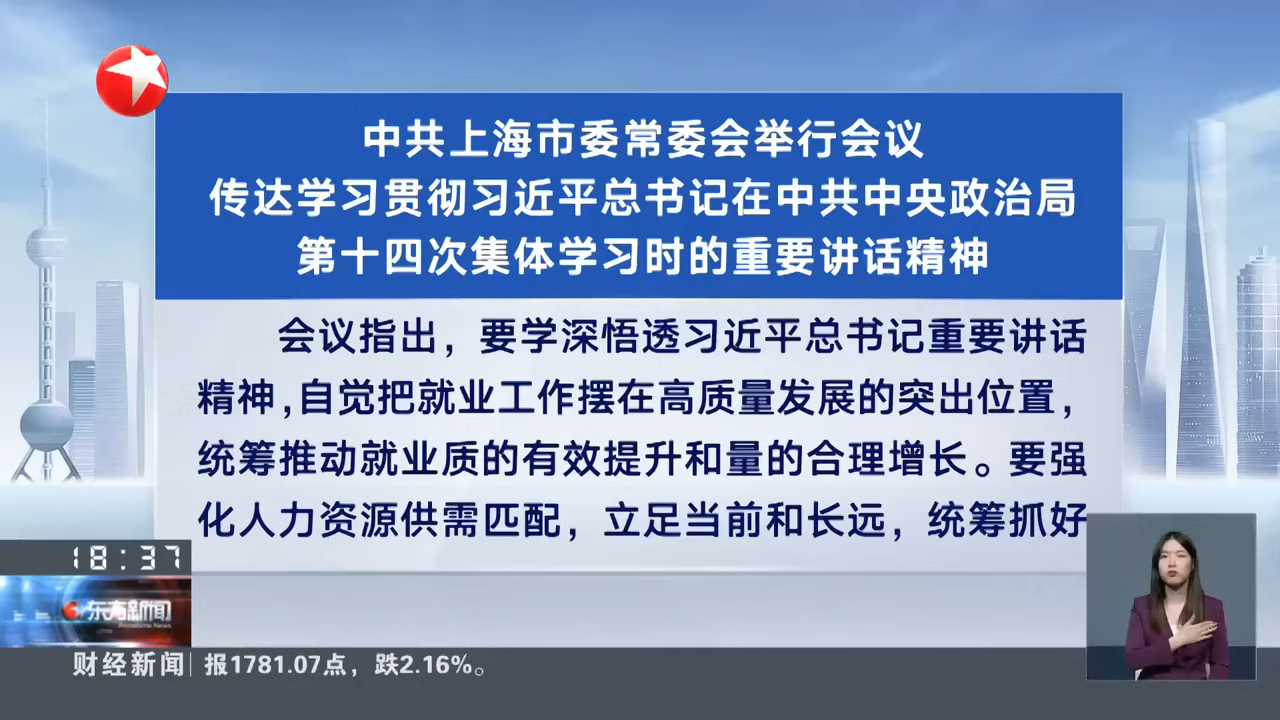 中共上海市委常委会举行会议
传达学习贯彻习近平总书记在中共中央政治局
第十四次集体学习时的重要讲话精神
会议指出，要学深悟透习近平总书记重要讲话
精神，自觉把就业工作摆在高质量发展的突出位置，
统筹推动就业质的有效提升和量的合理增长。要强
化人力资源供需匹配，立足当前和长远，统筹抓好
18:37
东方新闻
Primetime News
财经新闻 报1781.07点，跌2.16%。